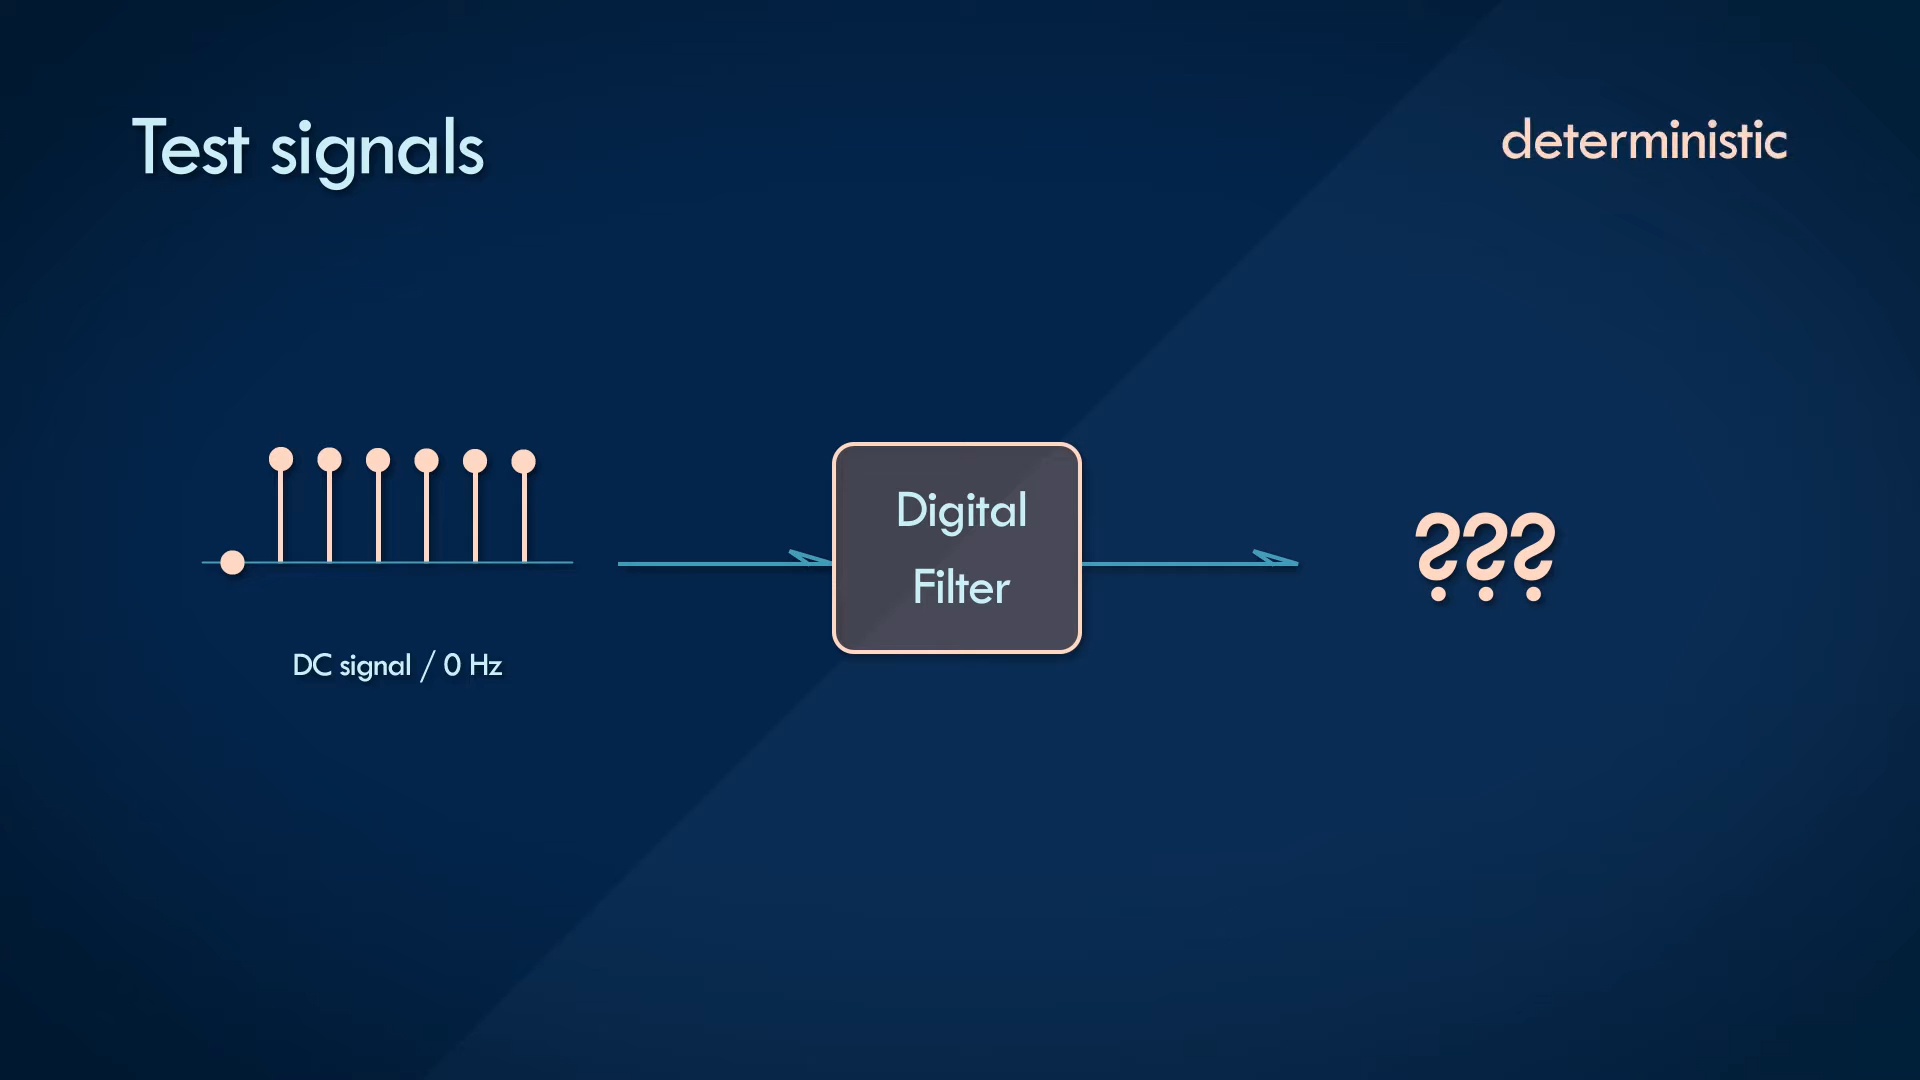 Test signals
deterministic
Digital
Filter
???
DC signal / 0 Hz